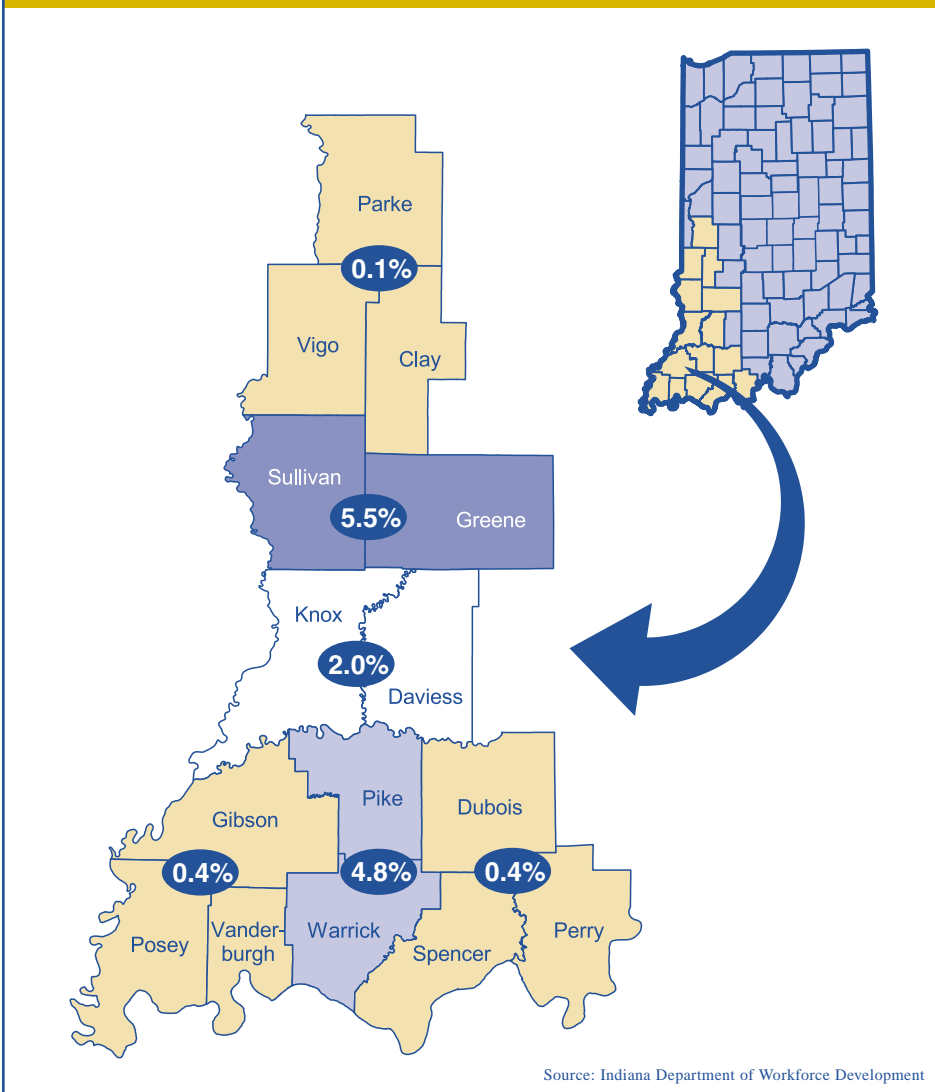 Parke
0.1%
Vigo
Clay
Sullivan
5.5%
Greene
Knox
2.0%
Daviess
Pike
Dubois
Gibson
0.4%
4.8%
0.4%
Posey
Vander-
burgh
Warrick
Spencer
Perry
Source: Indiana Department of Workforce Development